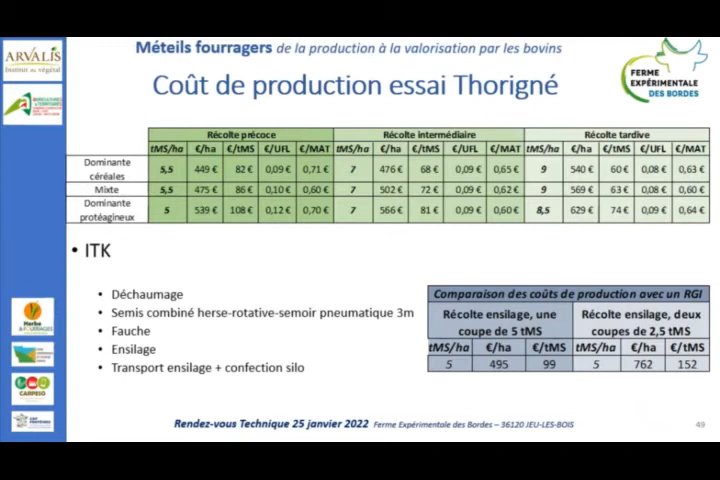 Méteils fourragers de la production à la valorisation par les bovins
ARVALIS
Institut du végétal
AGRICULTURES & TERRITOIRES
FERME
EXPÉRIMENTALE
DES BORDES
Coût de production essai Thorigné
Récolte précoce Récolte intermédiaire Récolte tardive
tMS/ha €/ha €/tMS €/UFL €/MAT tMS/ha €/ha €/tMS €/UFL €/MAT tMS/ha €/ha €/tMS €/UFL €/MAT
Dominante céréales 5,5 449 € 82 € 0,09 € 0,71 € 7 476 € 68 € 0,09 € 0,65 € 9 540 € 60 € 0,08 € 0,63 €
Mixte 5,5 475 € 86 € 0,10 € 0,60 € 7 502 € 72 € 0,09 € 0,62 € 9 569 € 63 € 0,08 € 0,60 €
Dominante protéagineux 5 539 € 108 € 0,12 € 0,70 € 7 566 € 81 € 0,09 € 0,60 € 8,5 629 € 74 € 0,09 € 0,64 €
• ITK
• Déchaumage
• Semis combiné herse-rotative-semoir pneumatique 3m
• Fauche
• Ensilage
• Transport ensilage + confection silo
Comparaison des coûts de production avec un RGI
Récolte ensilage, une coupe de 5 tMS Récolte ensilage, deux coupes de 2,5 tMS
tMS/ha €/ha €/tMS tMS/ha €/ha €/tMS
5 495 99 5 762 152
Herbe
& FOURRAGES
CARPESO
Rendez-vous Technique 25 janvier 2022 Ferme Expérimentale des Bordes – 36120 JEU-LES-BOIS
49